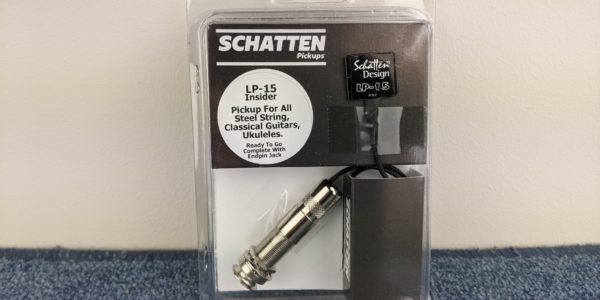 SCHATTEN
Pickups
LP-15
Insider
Pickup For All
Steel String,
Classical Guitars,
Ukuleles.
Ready To Go
Complete With
Endpin Jack
Schatten
Design
LP-15